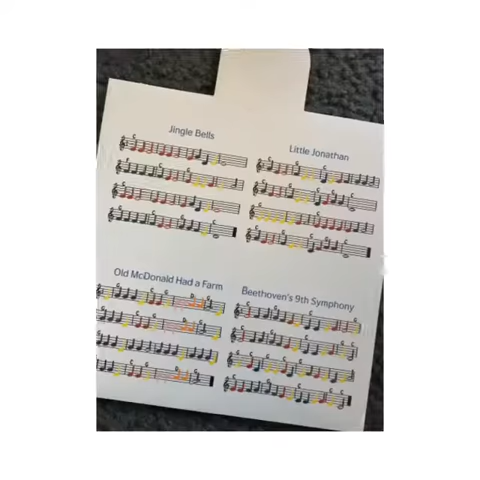 Jingle Bells
Little Jonathan
Old McDonald Had a Farm
Beethoven's 9th Symphony